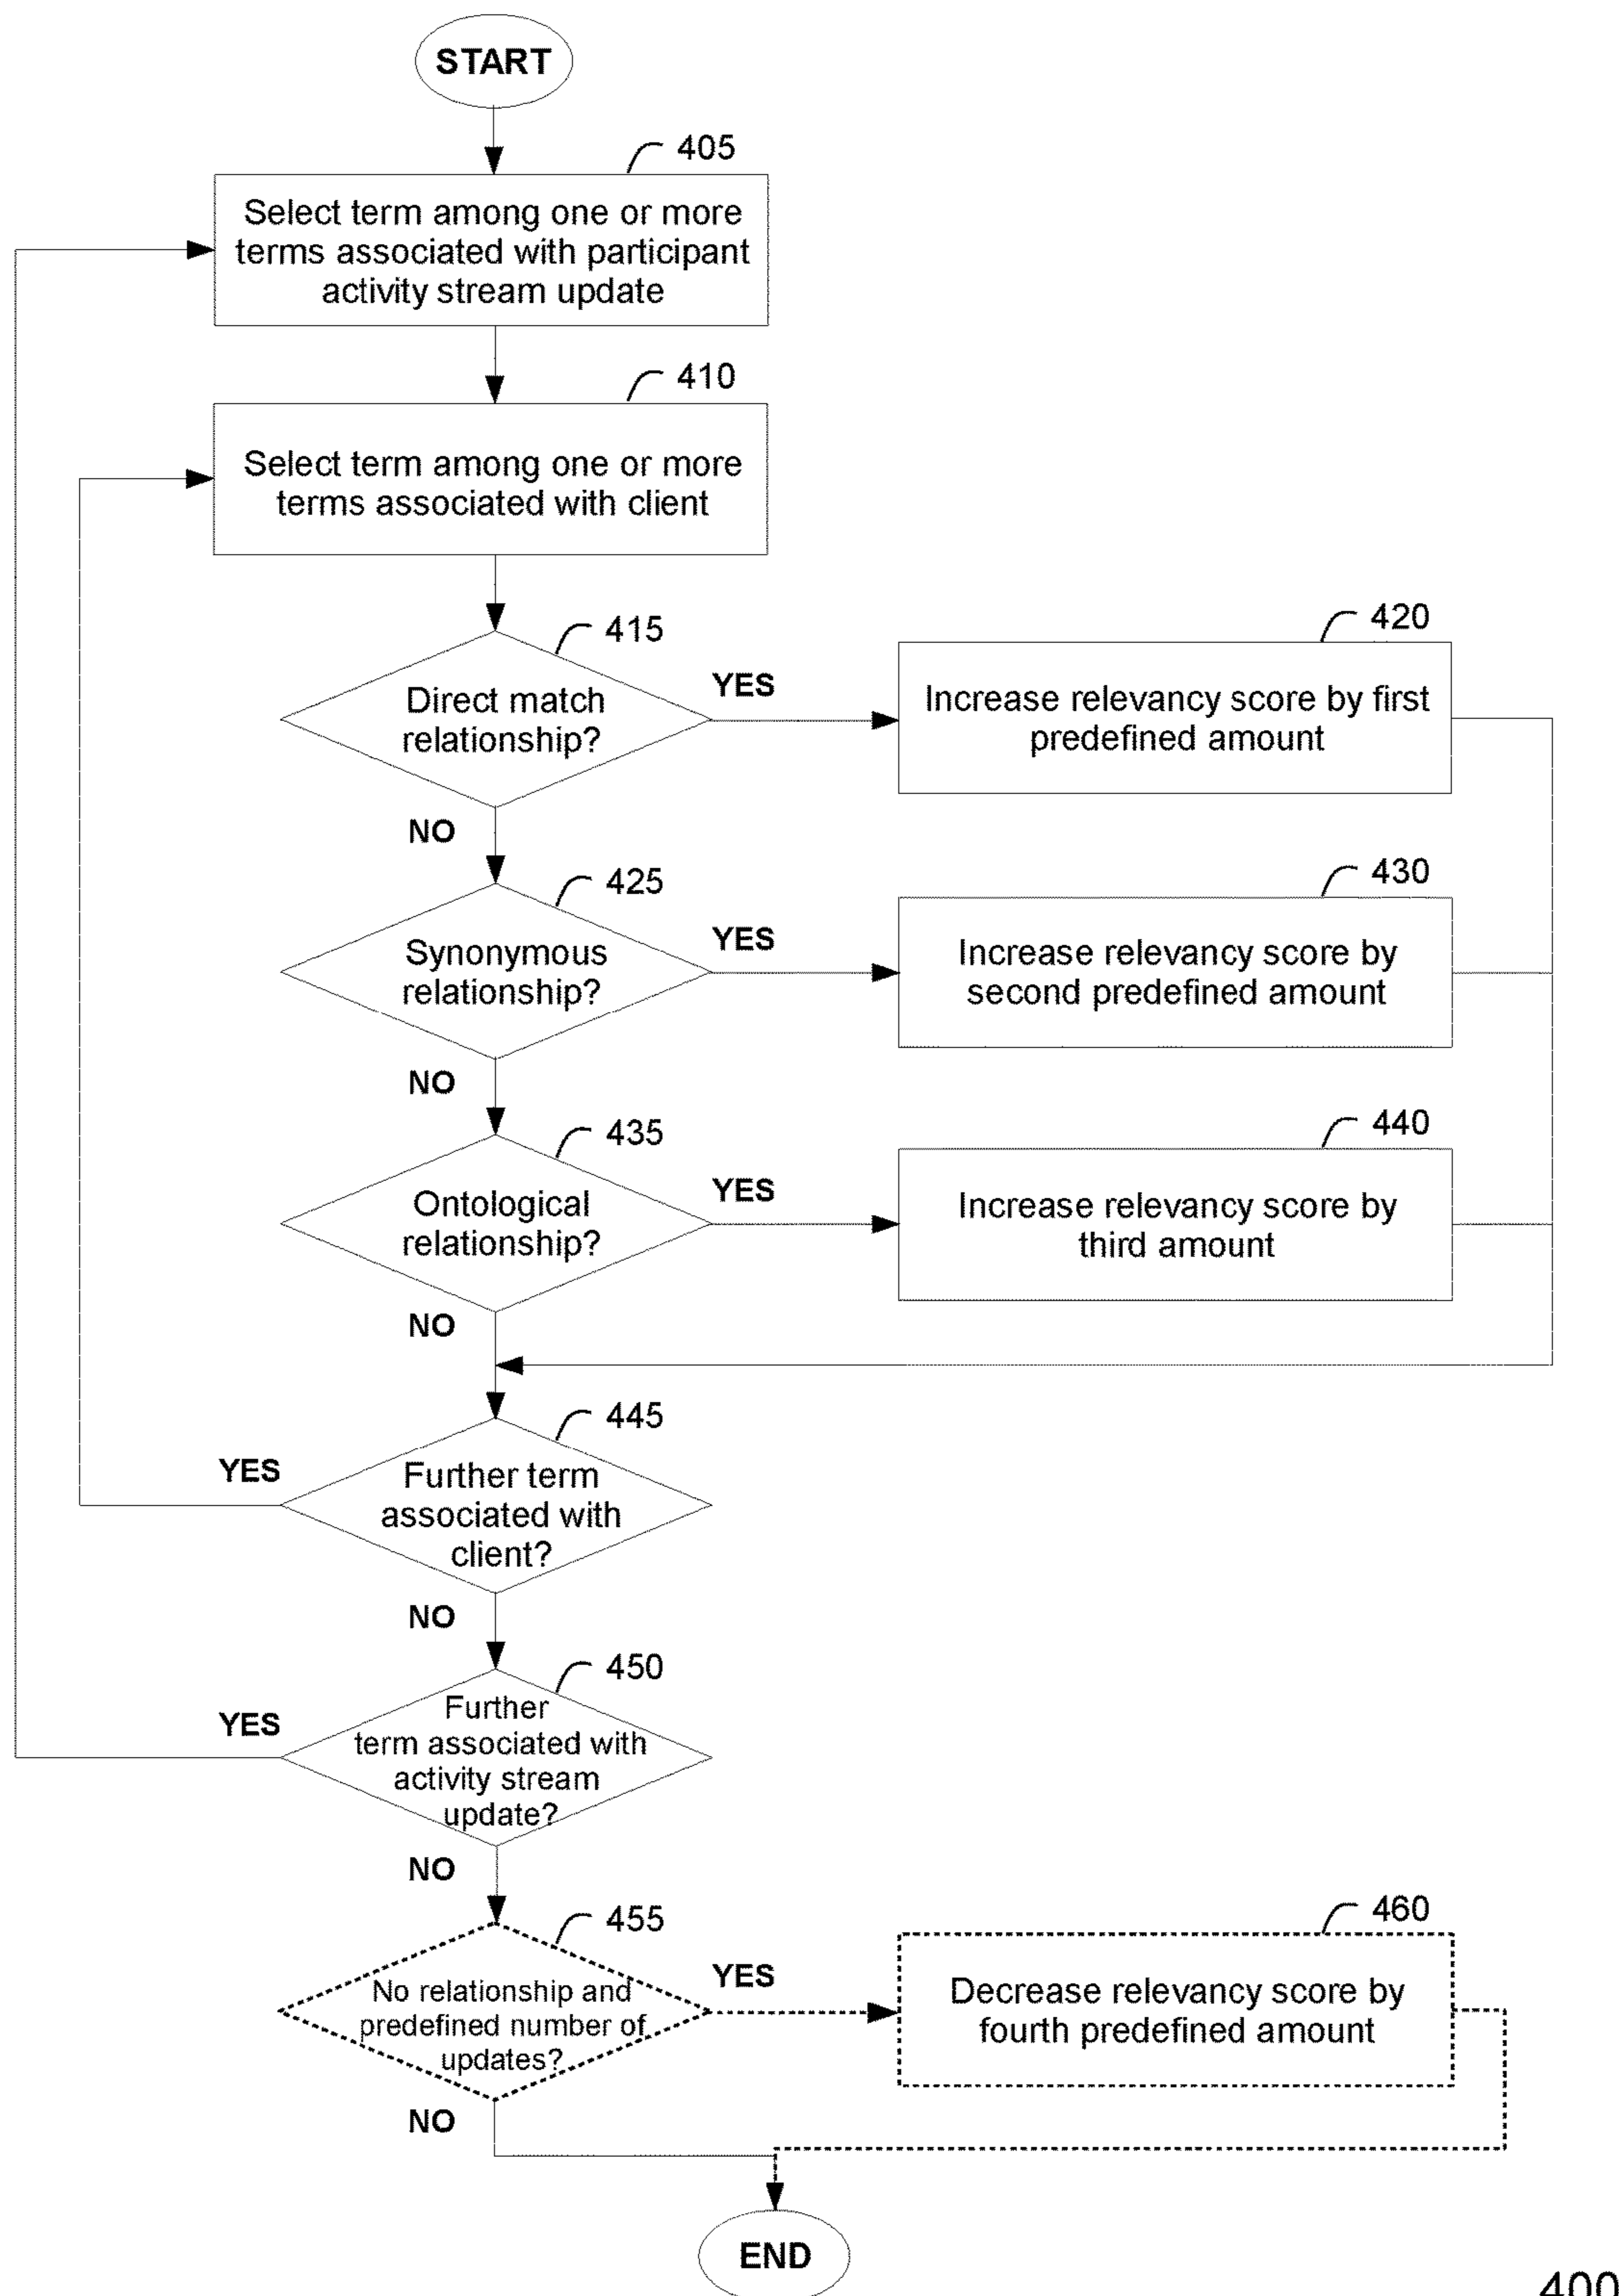 START
405
Select term among one or more
terms associated with participant
activity stream update
410
Select term among one or more
terms associated with client
415
Direct match
relationship?
YES
420
Increase relevancy score by first
predefined amount
NO
425
Synonymous
relationship?
YES
430
Increase relevancy score by
second predefined amount
NO
435
Ontological
relationship?
YES
440
Increase relevancy score by
third amount
NO
445
Further term
associated with
client?
YES
NO
450
Further
term associated with
activity stream
update?
YES
NO
455
No relationship and
predefined number of
updates?
YES
460
Decrease relevancy score by
fourth predefined amount
NO
END
400